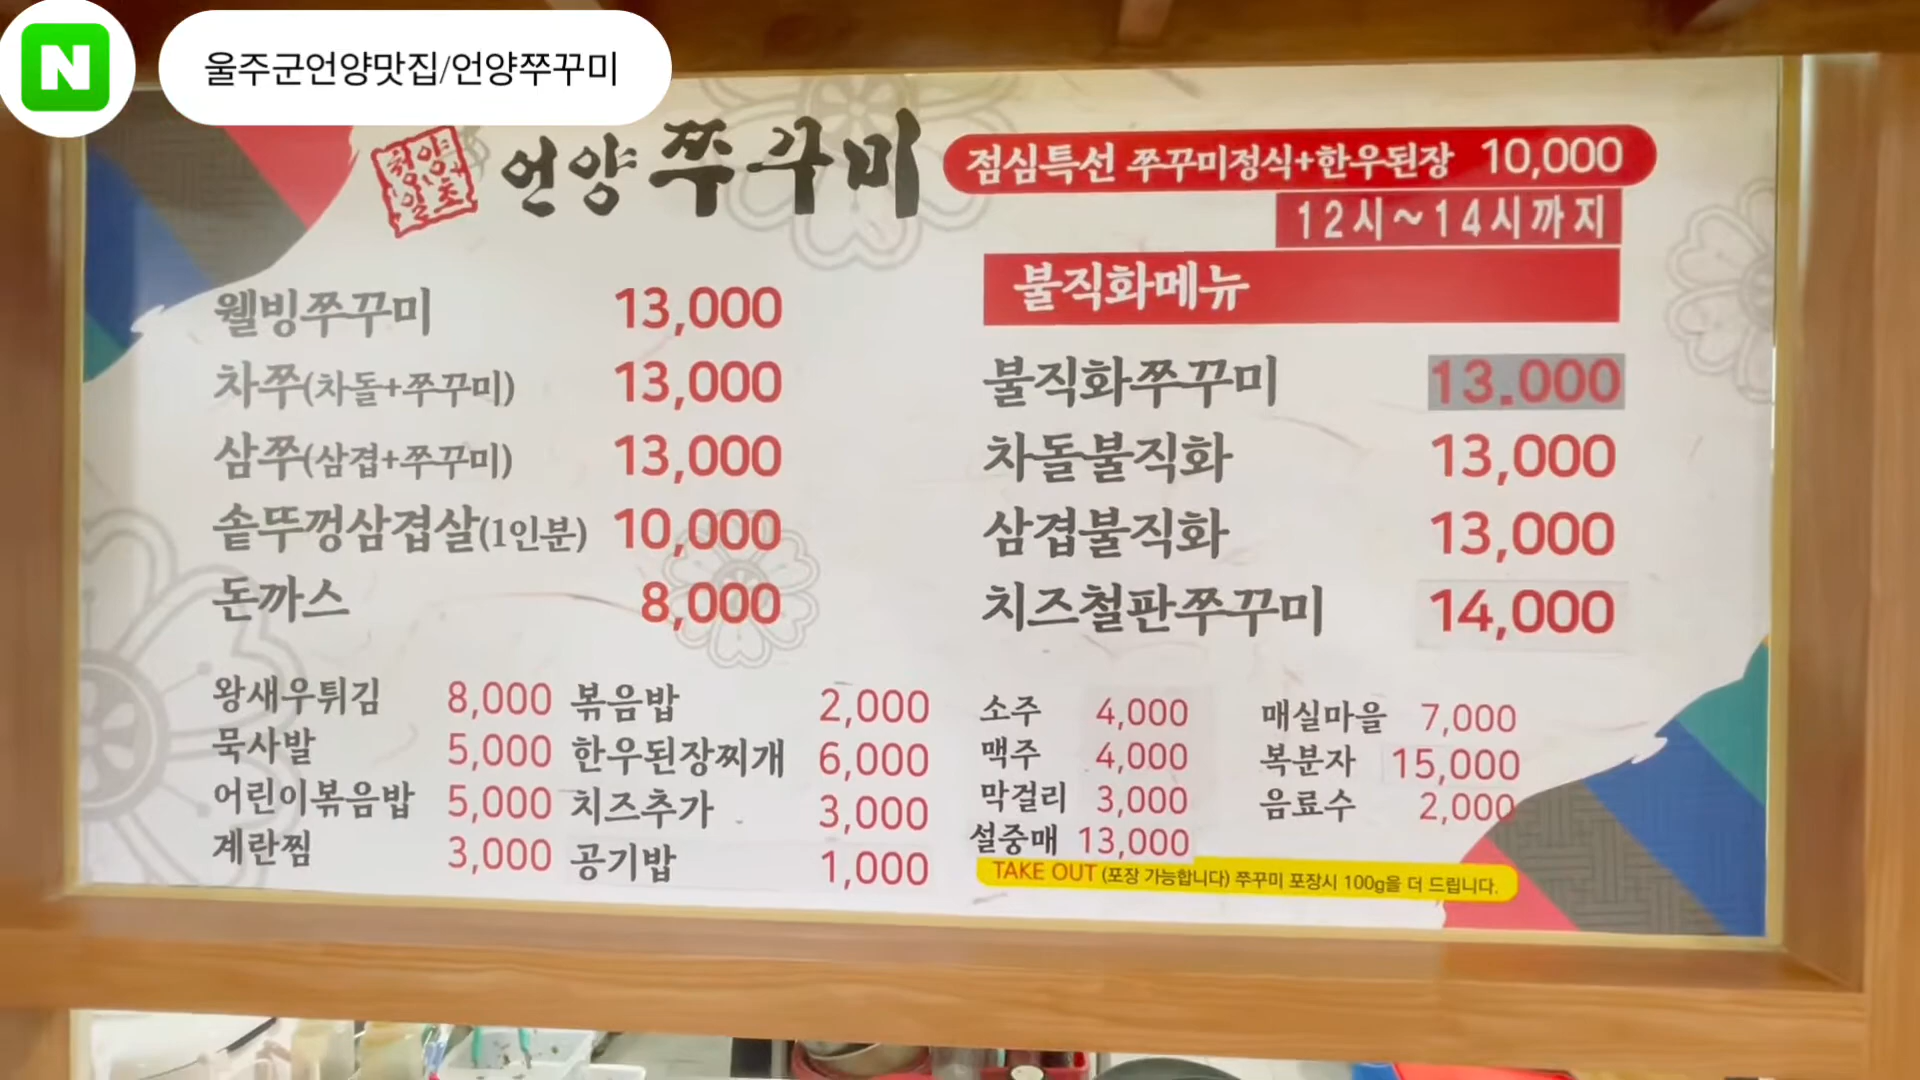 N
울주군언양맛집/언양쭈꾸미
청양
일초
언양쭈꾸미
점심특선 쭈꾸미정식+한우된장 10,000
12시~14시까지
웰빙쭈꾸미 13,000
차쭈(차돌+쭈꾸미) 13,000
삼쭈(삼겹+쭈꾸미) 13,000
솥뚜껑삼겹살(1인분) 10,000
돈까스 8,000
불직화메뉴
불직화쭈꾸미 13.000
차돌불직화 13,000
삼겹불직화 13,000
치즈철판쭈꾸미 14,000
왕새우튀김 8,000
묵사발 5,000
어린이볶음밥 5,000
계란찜 3,000
볶음밥 2,000
한우된장찌개 6,000
치즈추가 3,000
공기밥 1,000
소주 4,000
맥주 4,000
막걸리 3,000
설중매 13,000
매실마을 7,000
복분자 15,000
음료수 2,000
TAKE OUT (포장 가능합니다) 쭈꾸미 포장시 100g을 더 드립니다.